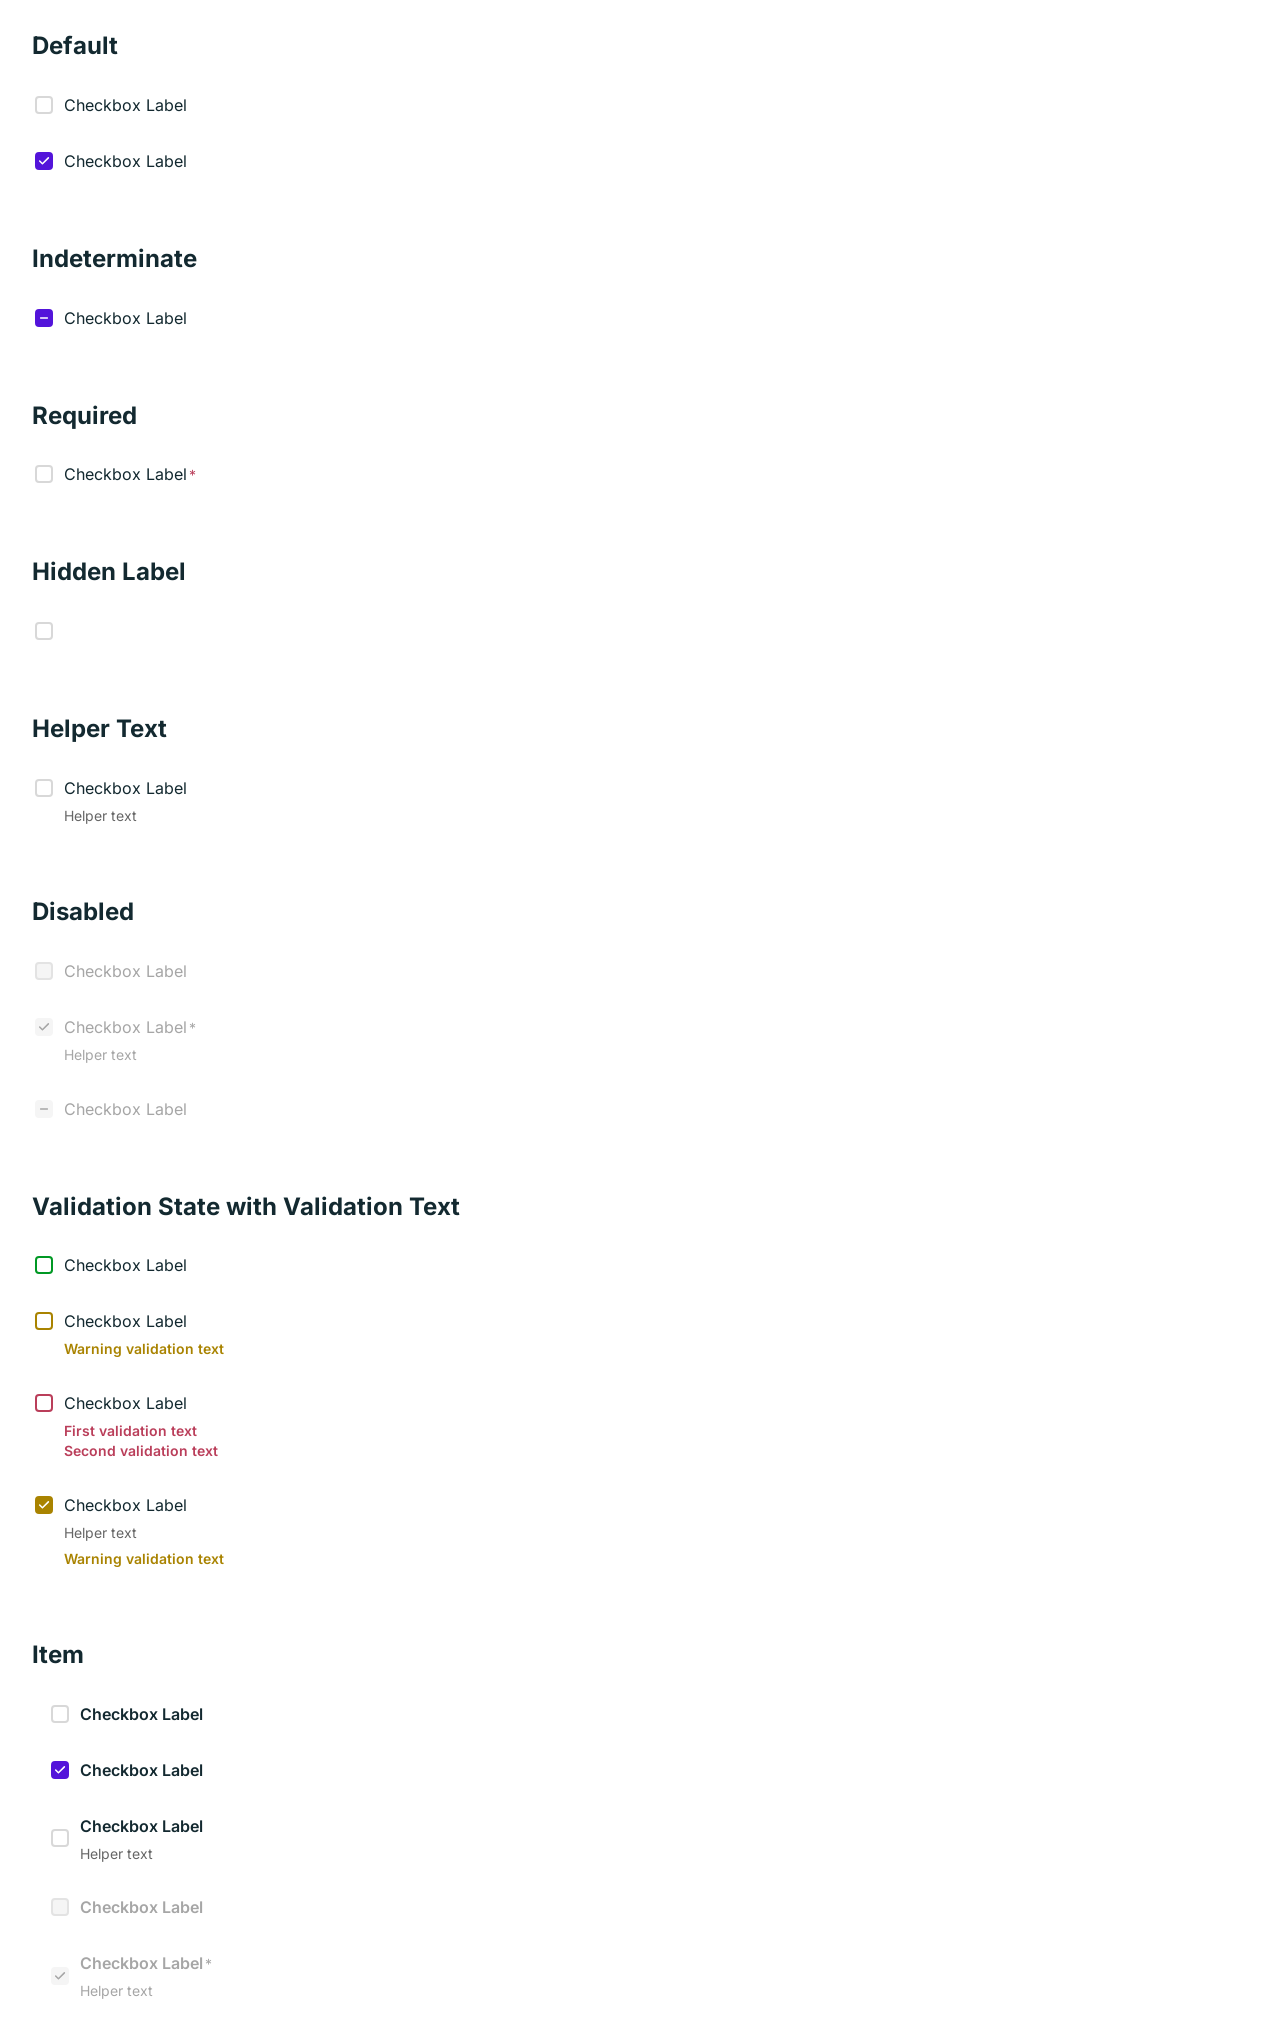 Default
Checkbox Label
Checkbox Label
Indeterminate
Checkbox Label
Required
Checkbox Label*
Hidden Label
Helper Text
Checkbox Label
Helper text
Disabled
Checkbox Label
Checkbox Label*
Helper text
Checkbox Label
Validation State with Validation Text
Checkbox Label
Checkbox Label
Warning validation text
Checkbox Label
First validation text
Second validation text
Checkbox Label
Helper text
Warning validation text
Item
Checkbox Label
Checkbox Label
Checkbox Label
Helper text
Checkbox Label
Checkbox Label*
Helper text